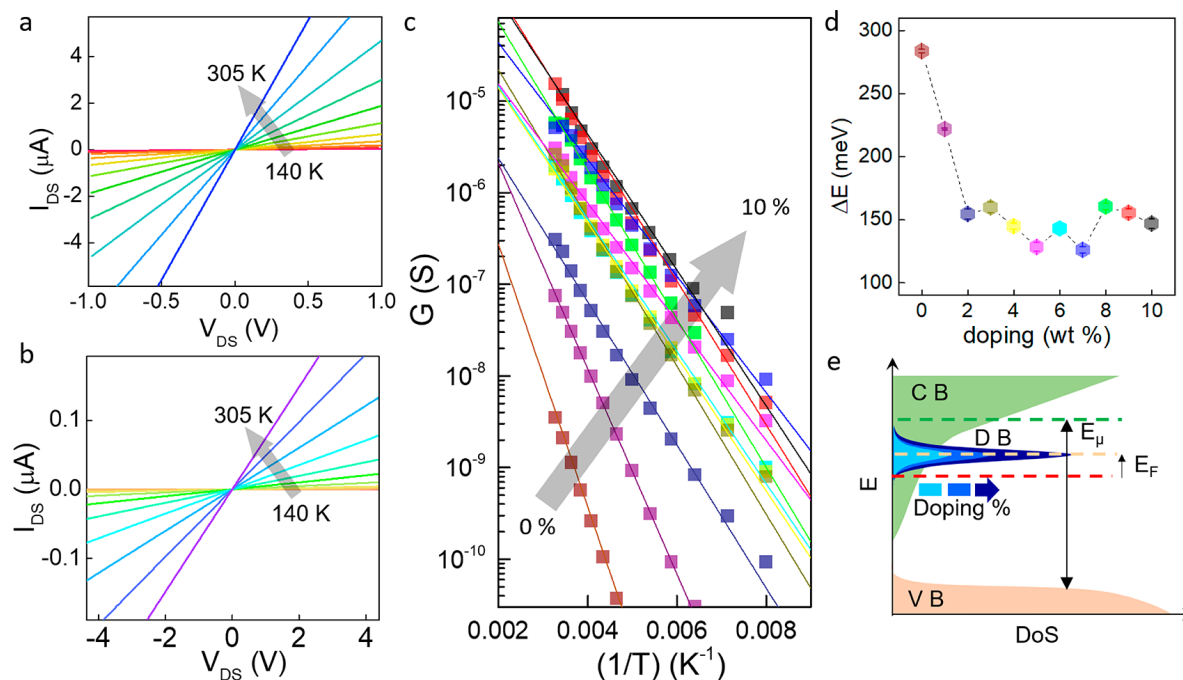 a
4
2
0
-2
-4
I_DS (μA)
305 K
140 K
-1.0 -0.5 0.0 0.5 1.0
V_DS (V)
b
0.1
0.0
-0.1
I_DS (μA)
305 K
140 K
-4 -2 0 2 4
V_DS (V)
c
10^-5
10^-6
10^-7
10^-8
10^-9
10^-10
G (S)
10 %
0 %
0.002 0.004 0.006 0.008
(1/T) (K^-1)
d
300
250
200
150
100
ΔE (meV)
0 2 4 6 8 10
doping (wt %)
e
C B
D B
E_μ
E_F
E
Doping %
V B
DoS